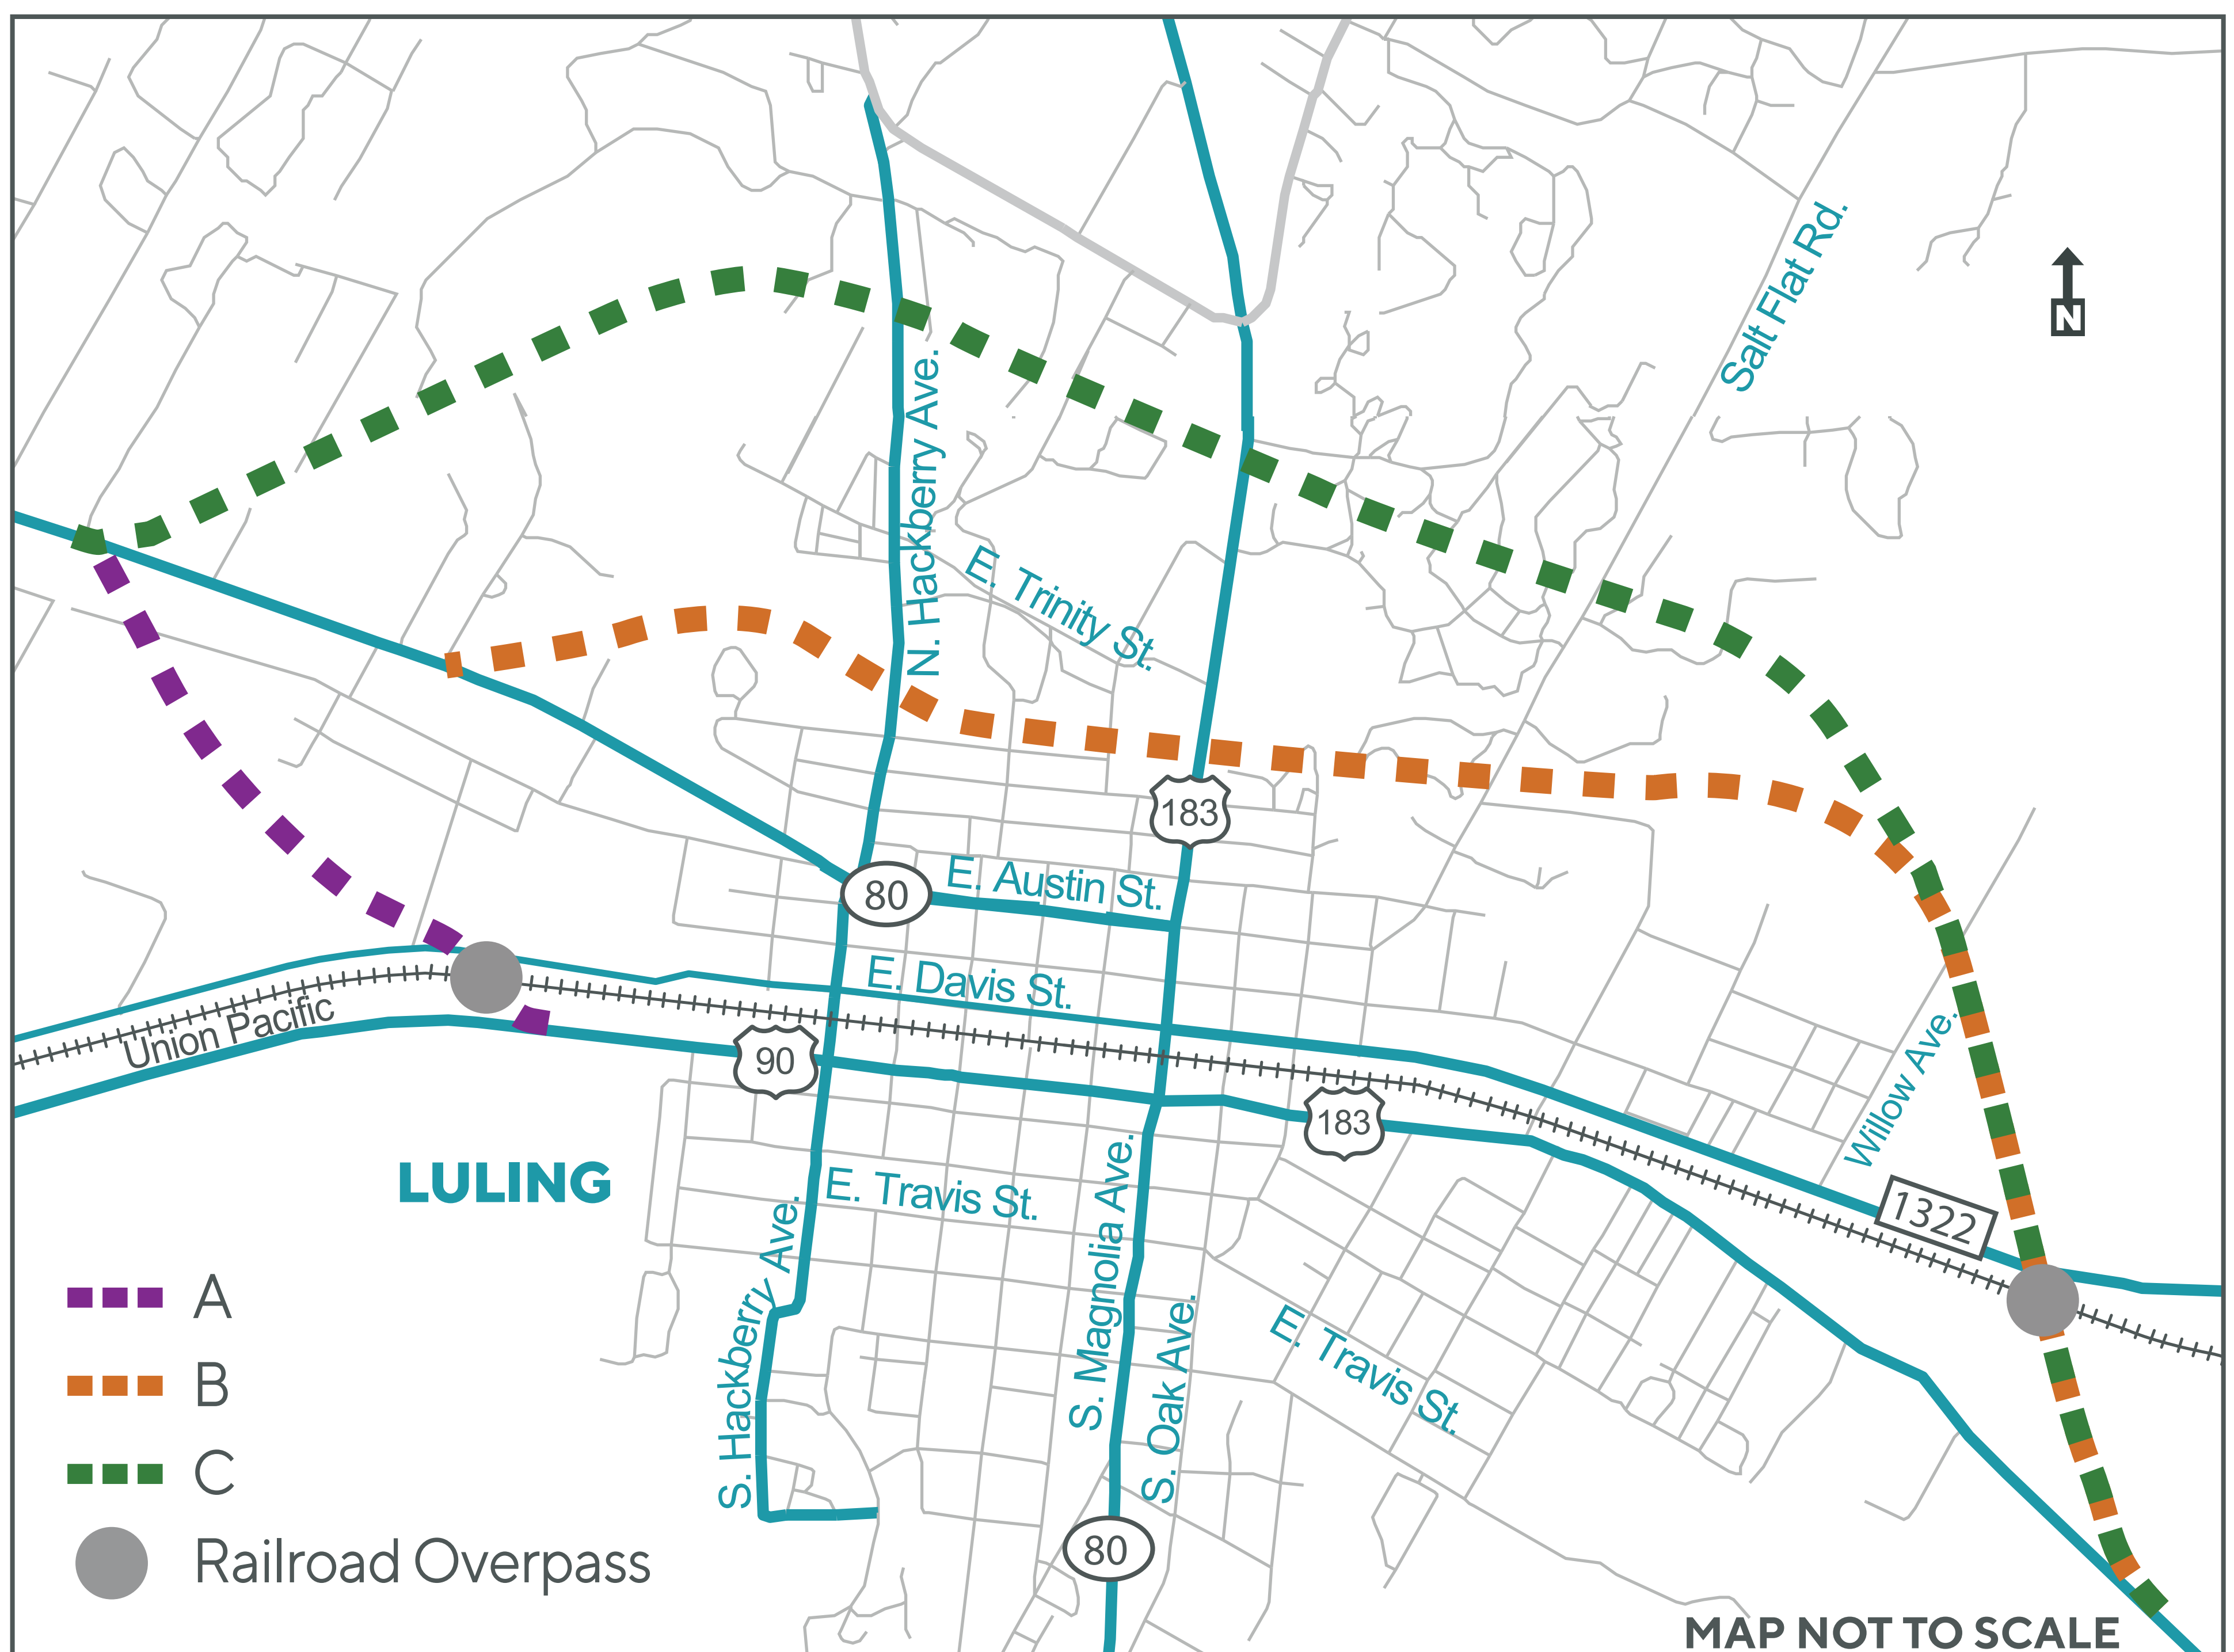 Salt Flat Rd.
N
N. Hackberry Ave.
E. Trinity St.
183
80
E. Austin St.
E. Davis St.
Union Pacific
90
183
Willow Ave.
1322
LULING
E. Travis St.
S. Hackberry Ave.
S. Magnolia Ave.
S. Oak Ave.
E. Travis St.
80
A
B
C
Railroad Overpass
MAP NOT TO SCALE